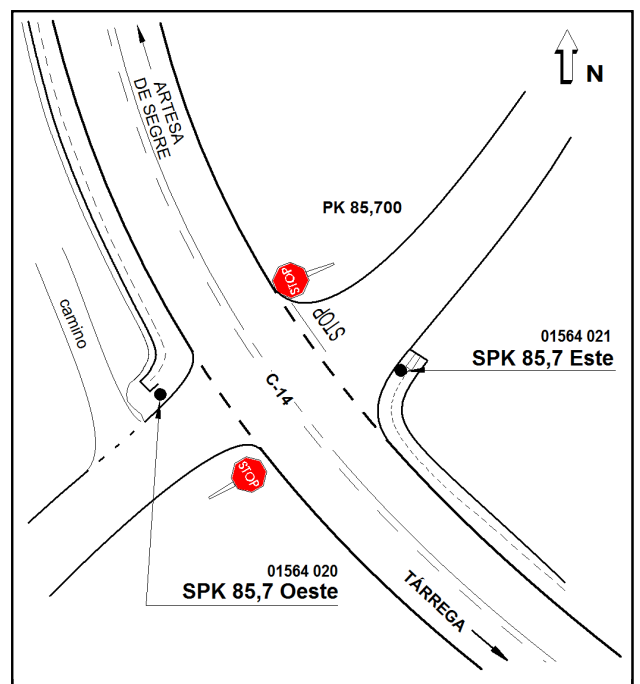 N
ARTESA
DE SEGRE
PK 85,700
STOP
STOP
camino
01564 021
SPK 85,7 Este
C-14
STOP
01564 020
SPK 85,7 Oeste
TÁRREGA